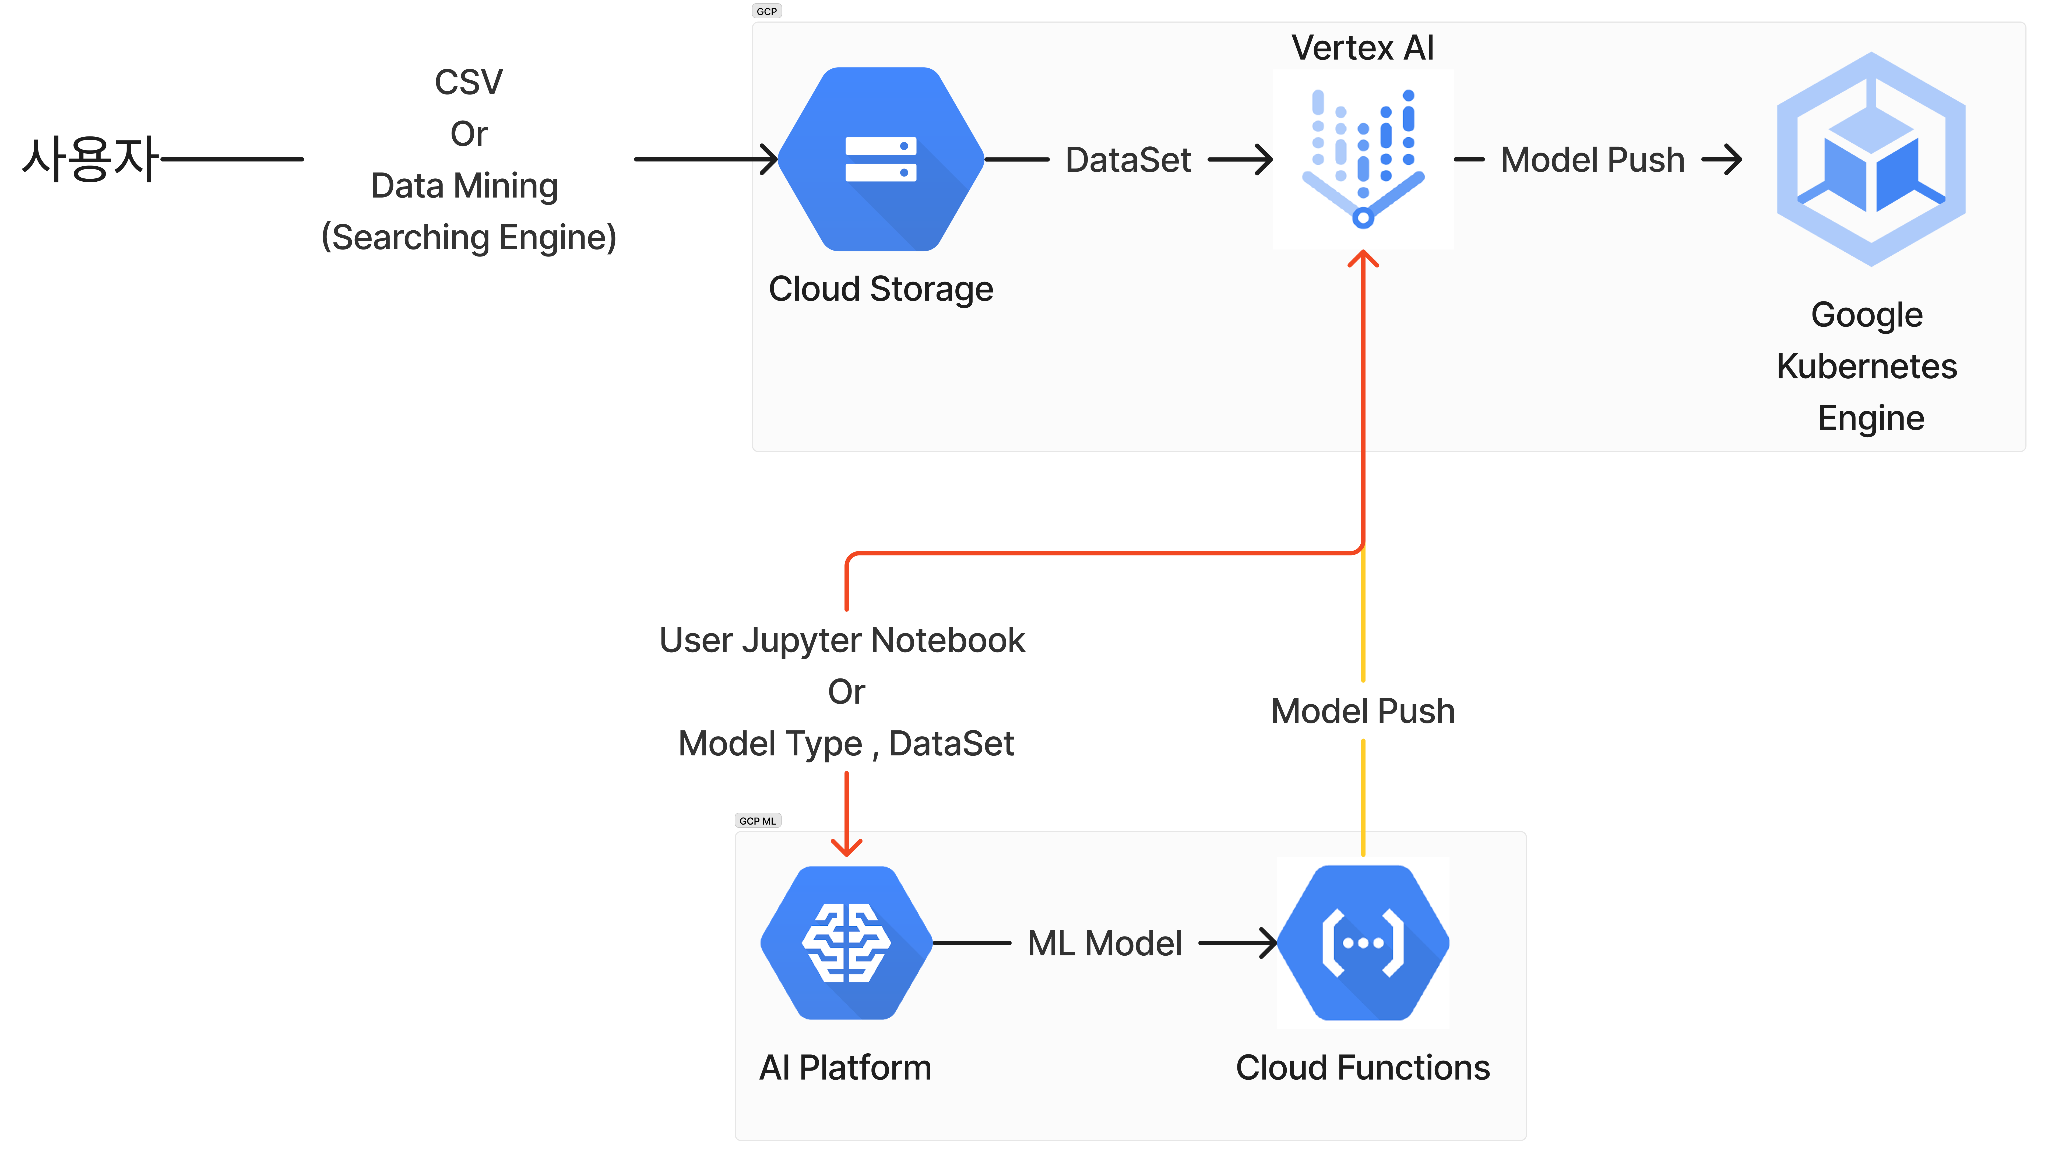 GCP
사용자
CSV
Or
Data Mining
(Searching Engine)
Cloud Storage
DataSet
Vertex AI
Model Push
Google
Kubernetes
Engine
User Jupyter Notebook
Or
Model Type , DataSet
Model Push
GCP ML
AI Platform
ML Model
Cloud Functions